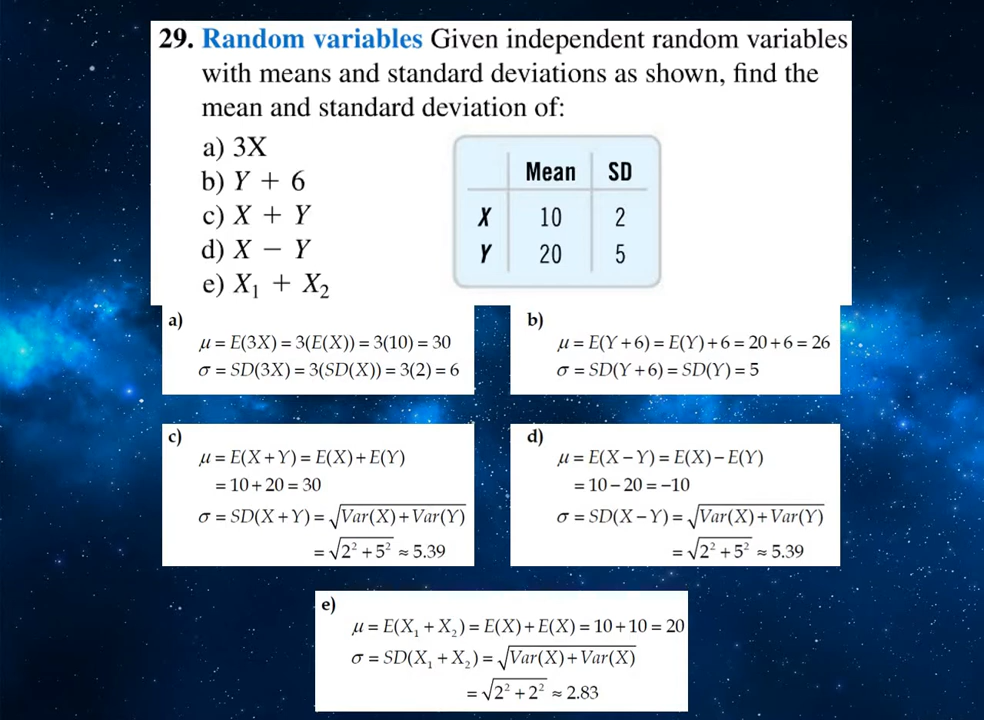 29. Random variables Given independent random variables
with means and standard deviations as shown, find the
mean and standard deviation of:
a) 3X
b) Y + 6
c) X + Y
d) X − Y
e) X₁ + X₂
Mean SD
X 10 2
Y 20 5
a)
μ = E(3X) = 3(E(X)) = 3(10) = 30
σ = SD(3X) = 3(SD(X)) = 3(2) = 6
b)
μ = E(Y + 6) = E(Y) + 6 = 20 + 6 = 26
σ = SD(Y + 6) = SD(Y) = 5
c)
μ = E(X + Y) = E(X) + E(Y)
= 10 + 20 = 30
σ = SD(X + Y) = √Var(X) + Var(Y)
= √2² + 5² ≈ 5.39
d)
μ = E(X − Y) = E(X) − E(Y)
= 10 − 20 = −10
σ = SD(X − Y) = √Var(X) + Var(Y)
= √2² + 5² ≈ 5.39
e)
μ = E(X₁ + X₂) = E(X) + E(X) = 10 + 10 = 20
σ = SD(X₁ + X₂) = √Var(X) + Var(X)
= √2² + 2² ≈ 2.83